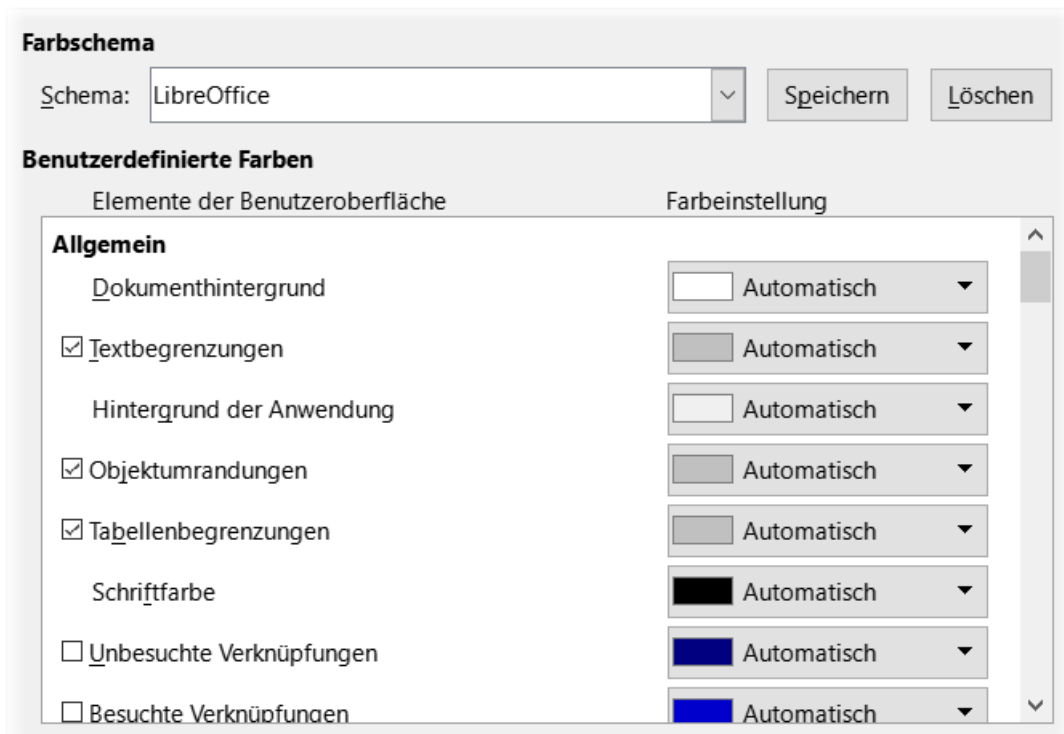 Farbschema
Schema: LibreOffice Speichern Löschen
Benutzerdefinierte Farben
Elemente der Benutzeroberfläche Farbeinstellung
Allgemein
Dokumenthintergrund Automatisch
Textbegrenzungen Automatisch
Hintergrund der Anwendung Automatisch
Objektumrandungen Automatisch
Tabellenbegrenzungen Automatisch
Schriftfarbe Automatisch
Unbesuchte Verknüpfungen Automatisch
Besuchte Verknüpfungen Automatisch